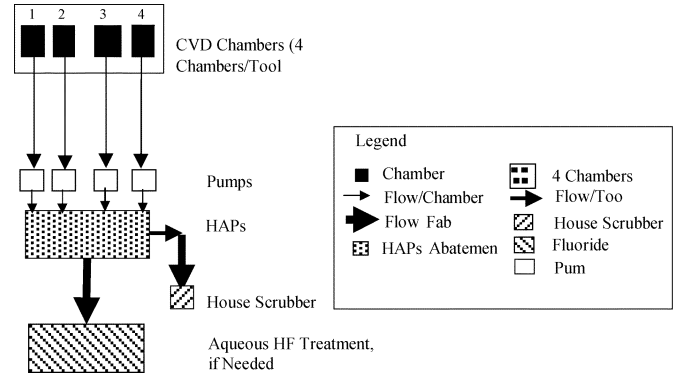 1 2 3 4
CVD Chambers (4
Chambers/Tool
Pumps
HAPs
House Scrubber
Aqueous HF Treatment,
if Needed
Legend
Chamber
Flow/Chamber
Flow Fab
HAPs Abatemen
4 Chambers
Flow/Too
House Scrubber
Fluoride
Pum